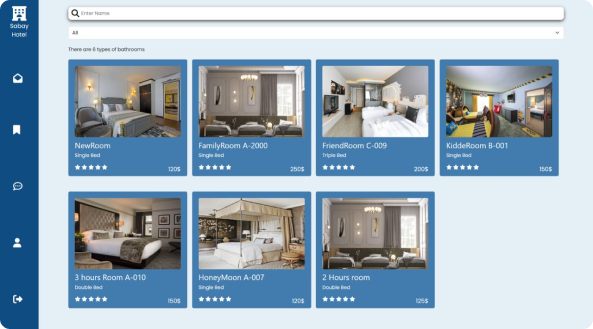 Sabay
Hotel
Enter Name
All
There are 6 types of bathrooms
NewRoom
Single Bed
120$
FamilyRoom A-2000
Single Bed
250$
FriendRoom C-009
Triple Bed
200$
KiddeRoom B-001
Single Bed
150$
3 hours Room A-010
Double Bed
150$
HoneyMoon A-007
Single Bed
120$
2 Hours room
Double Bed
125$